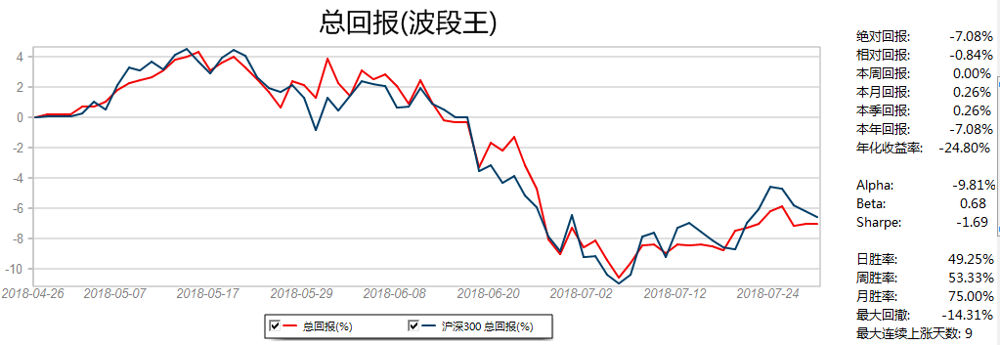 总回报(波段王)
4
2
0
-2
-4
-6
-8
-10
2018-04-26 2018-05-07 2018-05-17 2018-05-29 2018-06-08 2018-06-20 2018-07-02 2018-07-12 2018-07-24
总回报(%) 沪深300 总回报(%)
绝对回报: -7.08%
相对回报: -0.84%
本周回报: 0.00%
本月回报: 0.26%
本季回报: 0.26%
本年回报: -7.08%
年化收益率: -24.80%
Alpha: -9.81%
Beta: 0.68
Sharpe: -1.69
日胜率: 49.25%
周胜率: 53.33%
月胜率: 75.00%
最大回撤: -14.31%
最大连续上涨天数: 9